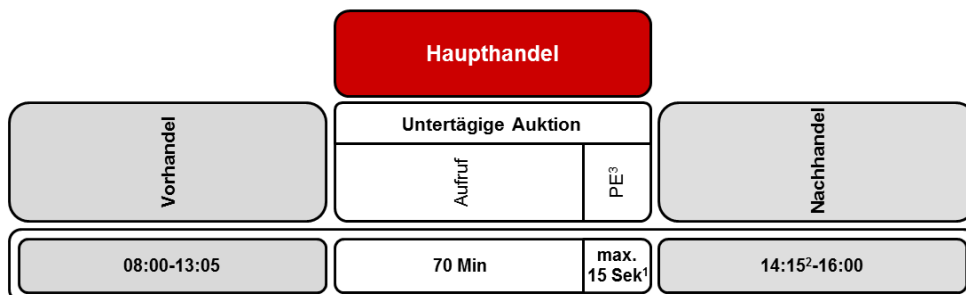 Haupthandel
Vorhandel
Untertägige Auktion
Aufruf
PE³
Nachhandel
08:00-13:05
70 Min
max.
15 Sek¹
14:15²-16:00